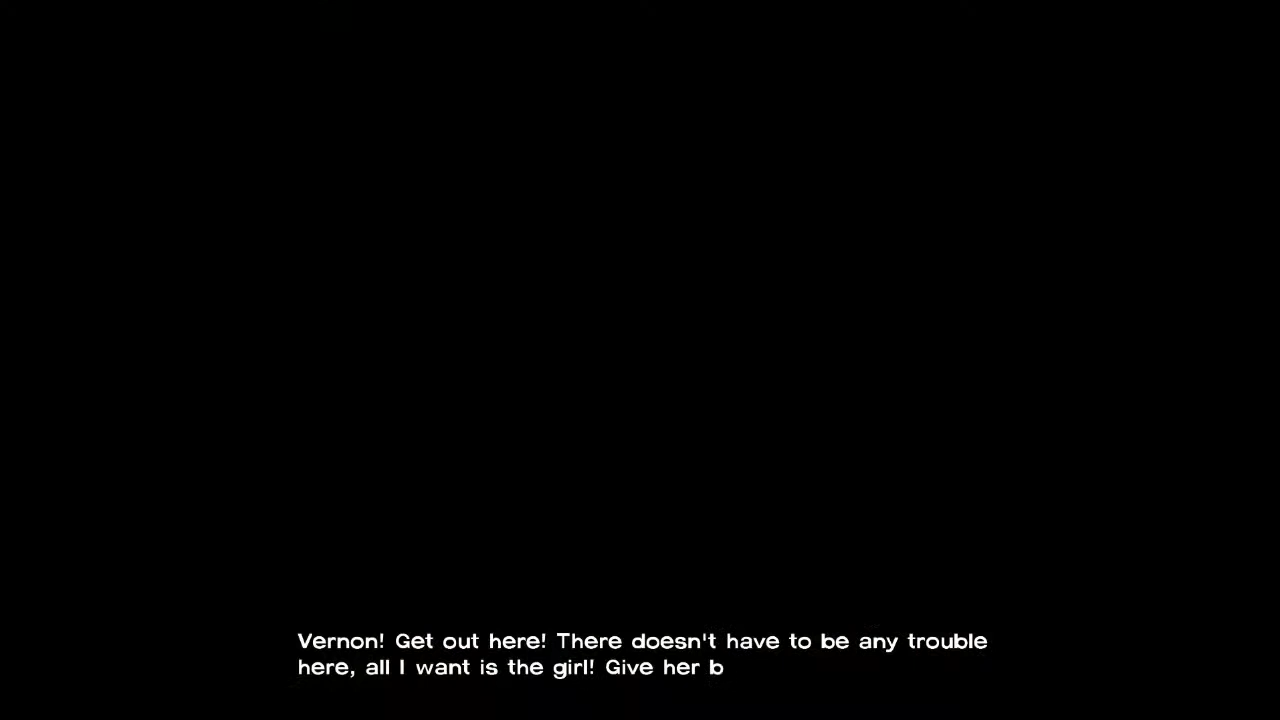 Vernon! Get out here! There doesn't have to be any trouble
here, all I want is the girl! Give her b